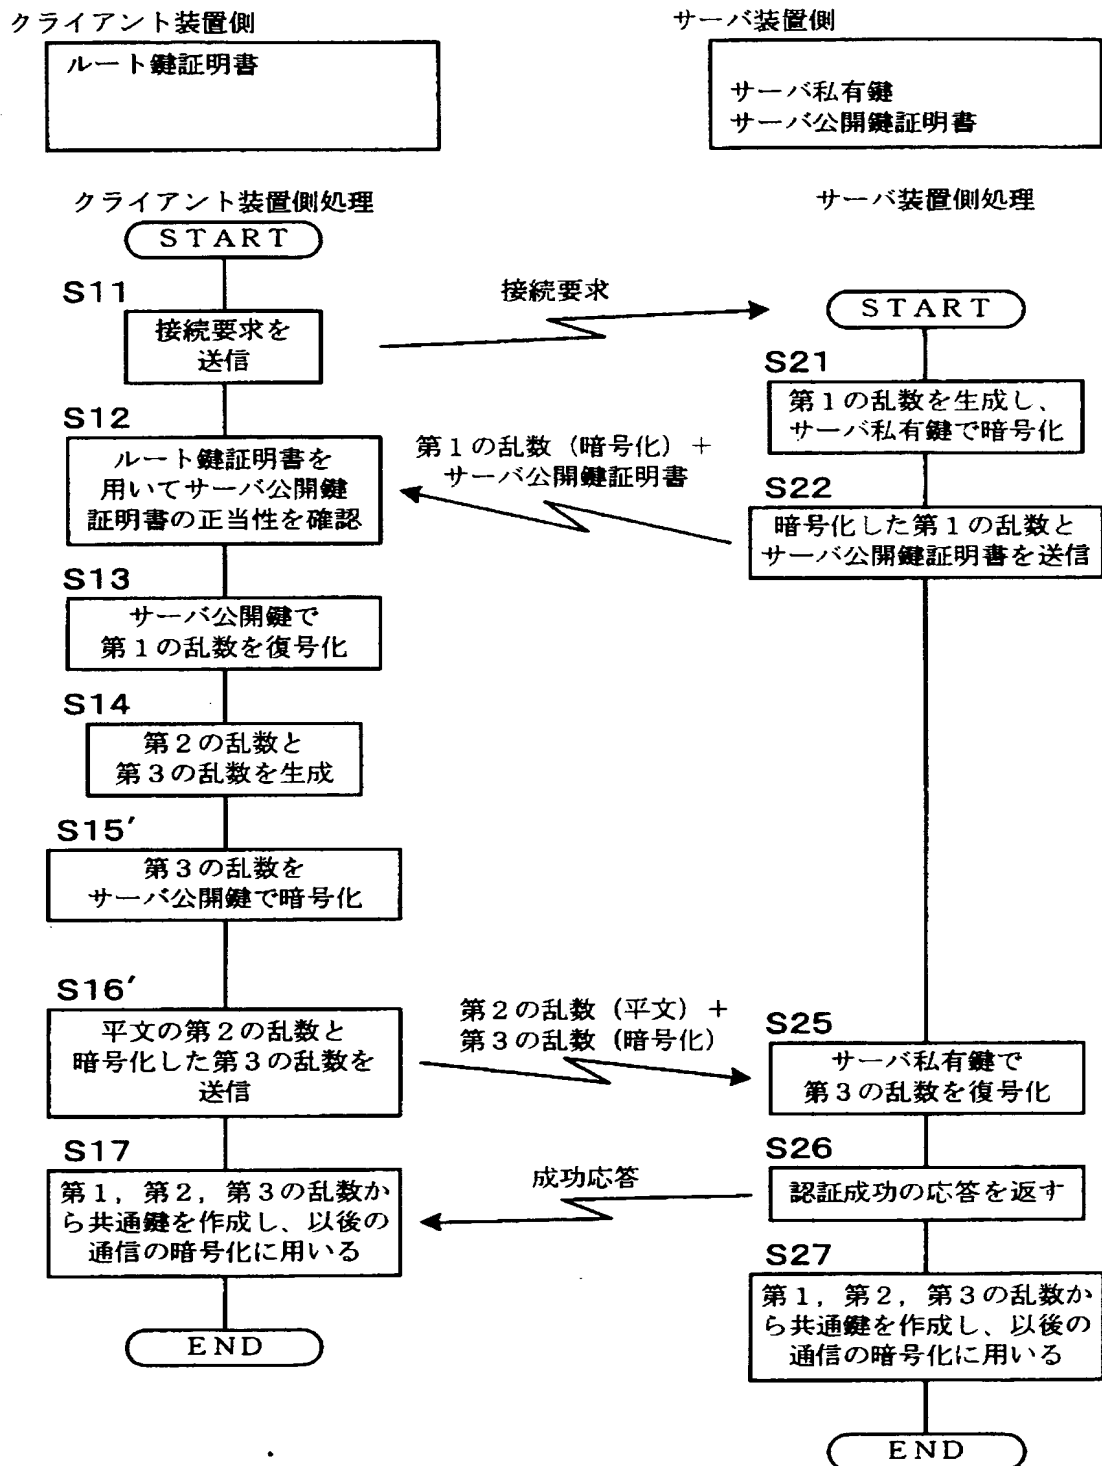 クライアント装置側
サーバ装置側
ルート鍵証明書
サーバ私有鍵
サーバ公開鍵証明書
クライアント装置側処理
サーバ装置側処理
START
S11
接続要求を
送信
接続要求
START
S21
第1の乱数を生成し、
サーバ私有鍵で暗号化
S12
ルート鍵証明書を
用いてサーバ公開鍵
証明書の正当性を確認
第1の乱数（暗号化）＋
サーバ公開鍵証明書
S22
暗号化した第1の乱数と
サーバ公開鍵証明書を送信
S13
サーバ公開鍵で
第1の乱数を復号化
S14
第2の乱数と
第3の乱数を生成
S15′
第3の乱数を
サーバ公開鍵で暗号化
S16′
平文の第2の乱数と
暗号化した第3の乱数を
送信
第2の乱数（平文）＋
第3の乱数（暗号化）
S25
サーバ私有鍵で
第3の乱数を復号化
S17
第1，第2，第3の乱数か
ら共通鍵を作成し、以後の
通信の暗号化に用いる
成功応答
S26
認証成功の応答を返す
S27
第1，第2，第3の乱数か
ら共通鍵を作成し、以後の
通信の暗号化に用いる
END
END